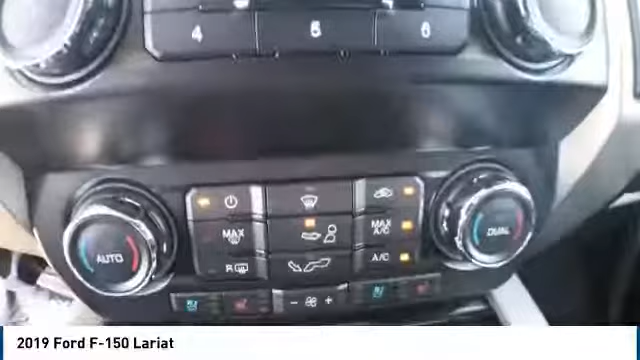 4 5 6
MAX
MAX A/C
R
A/C
AUTO
DUAL
- +
2019 Ford F-150 Lariat